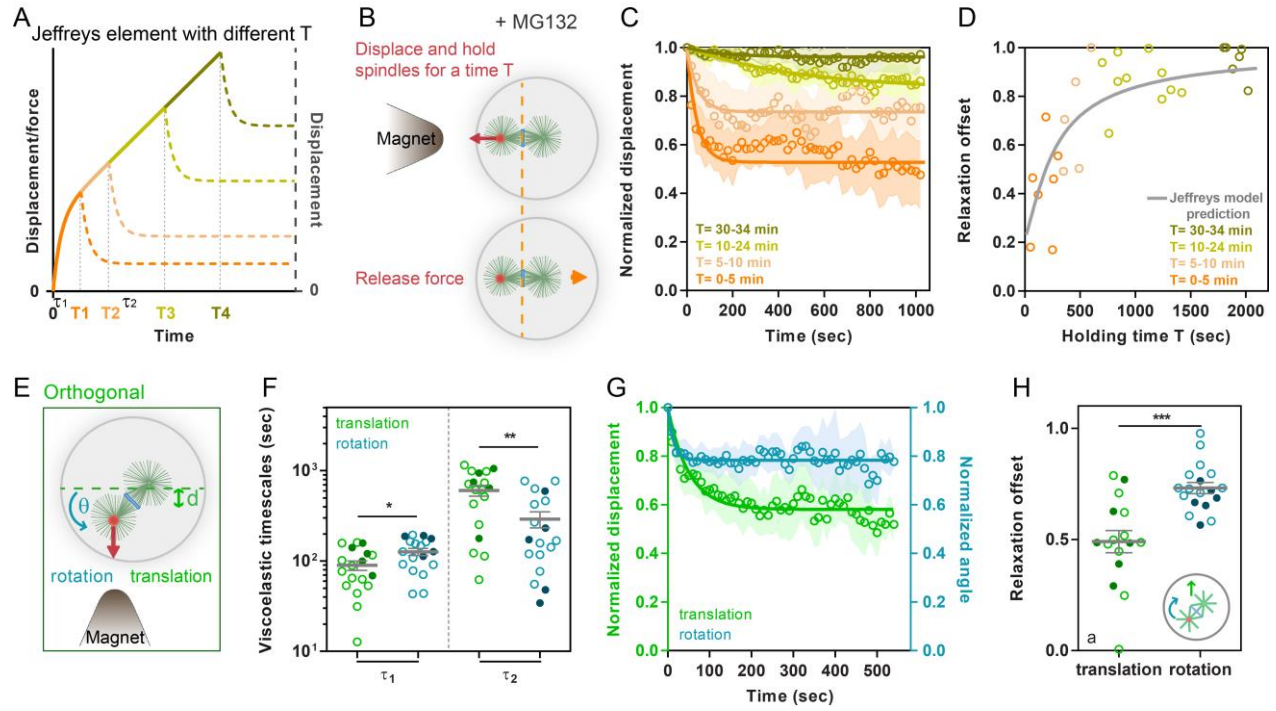 A
Jeffreys element with different T
Displacement/force
Displacement
0
0
τ1
τ2
0
T1
T2
T3
T4
Time
B
+ MG132
Displace and hold
spindles for a time T
Magnet
Release force
C
Normalized displacement
1.0
0.8
0.6
0.4
0.2
0.0
T= 30-34 min
T= 10-24 min
T= 5-10 min
T= 0-5 min
0
200
400
600
800
1000
Time (sec)
D
Relaxation offset
1.0
0.8
0.6
0.4
0.2
0.0
Jeffreys model
prediction
T= 30-34 min
T= 10-24 min
T= 5-10 min
T= 0-5 min
0
500
1000
1500
2000
Holding time T (sec)
E
Orthogonal
θ
d
rotation
translation
Magnet
F
Viscoelastic timescales (sec)
translation
rotation
10³
10²
10¹
*
**
τ1
τ2
G
Normalized displacement
Normalized angle
1.0
0.8
0.6
0.4
0.2
0.0
1.0
0.8
0.6
0.4
0.2
0.0
translation
rotation
0
100
200
300
400
500
Time (sec)
H
Relaxation offset
1.0
0.5
0.0
***
a
translation
rotation